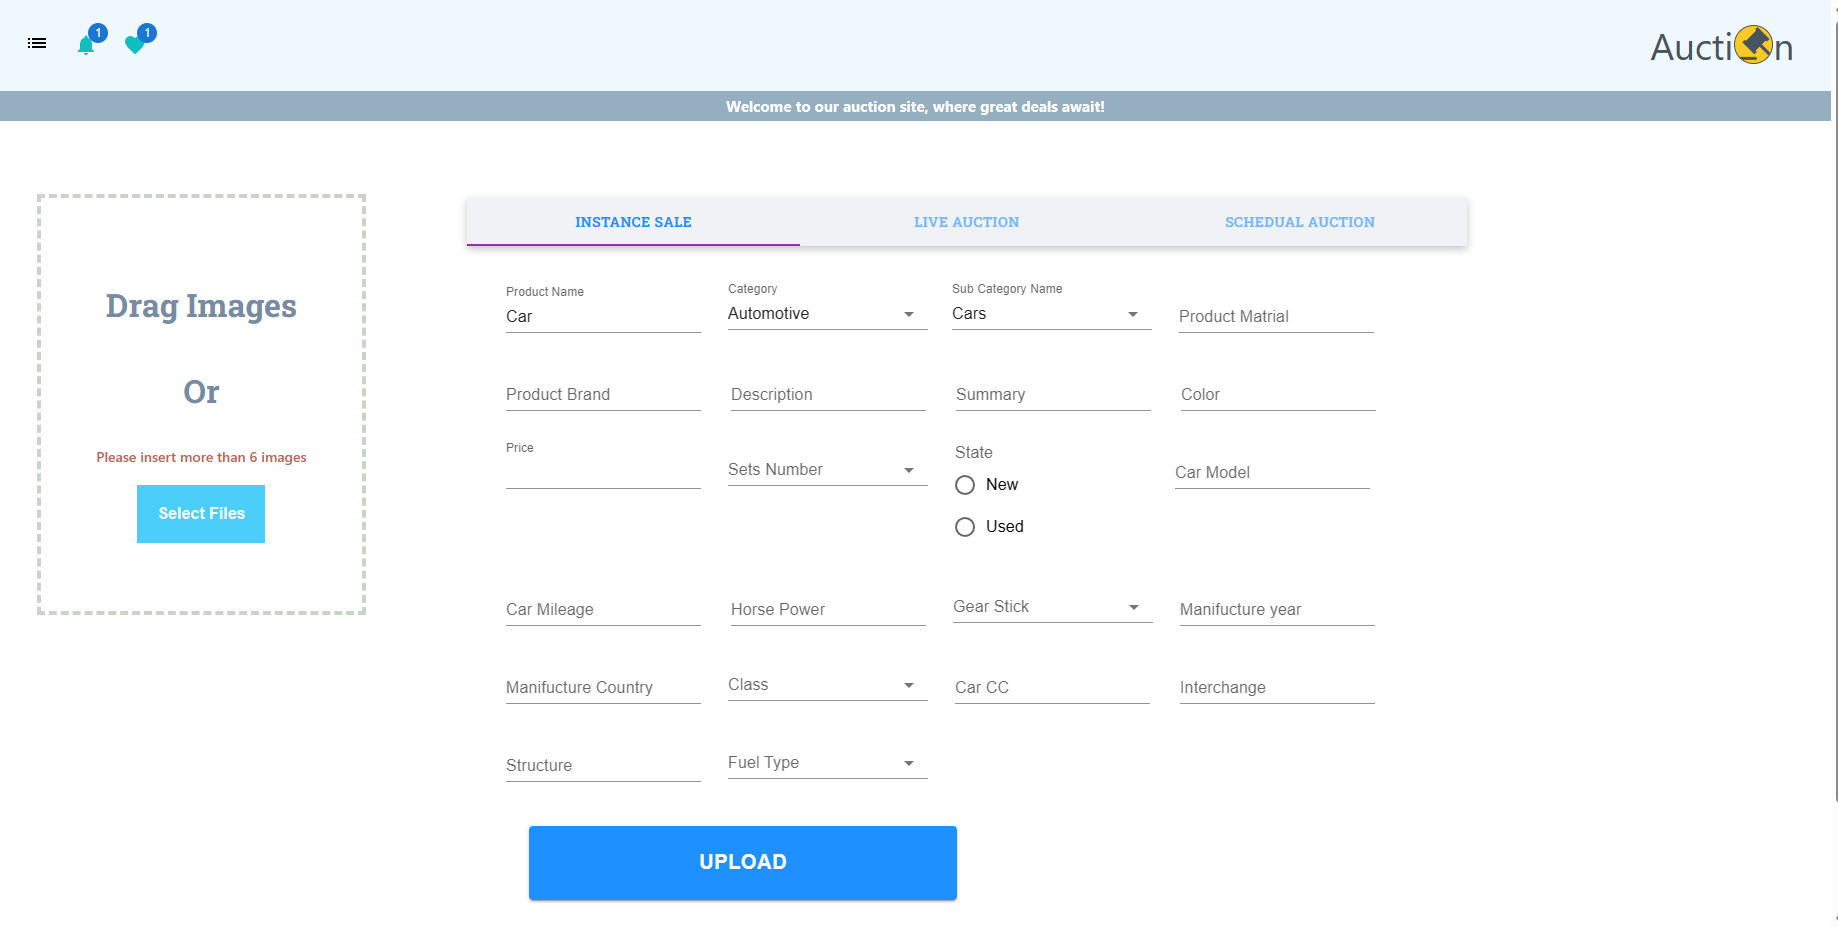 1
1
Auction
Welcome to our auction site, where great deals await!
Drag Images
Or
Please insert more than 6 images
Select Files
INSTANCE SALE
LIVE AUCTION
SCHEDUAL AUCTION
Product Name
Car
Category
Automotive
Sub Category Name
Cars
Product Matrial
Product Brand
Description
Summary
Color
Price
Sets Number
State
New
Used
Car Model
Car Mileage
Horse Power
Gear Stick
Manifucture year
Manifucture Country
Class
Car CC
Interchange
Structure
Fuel Type
UPLOAD